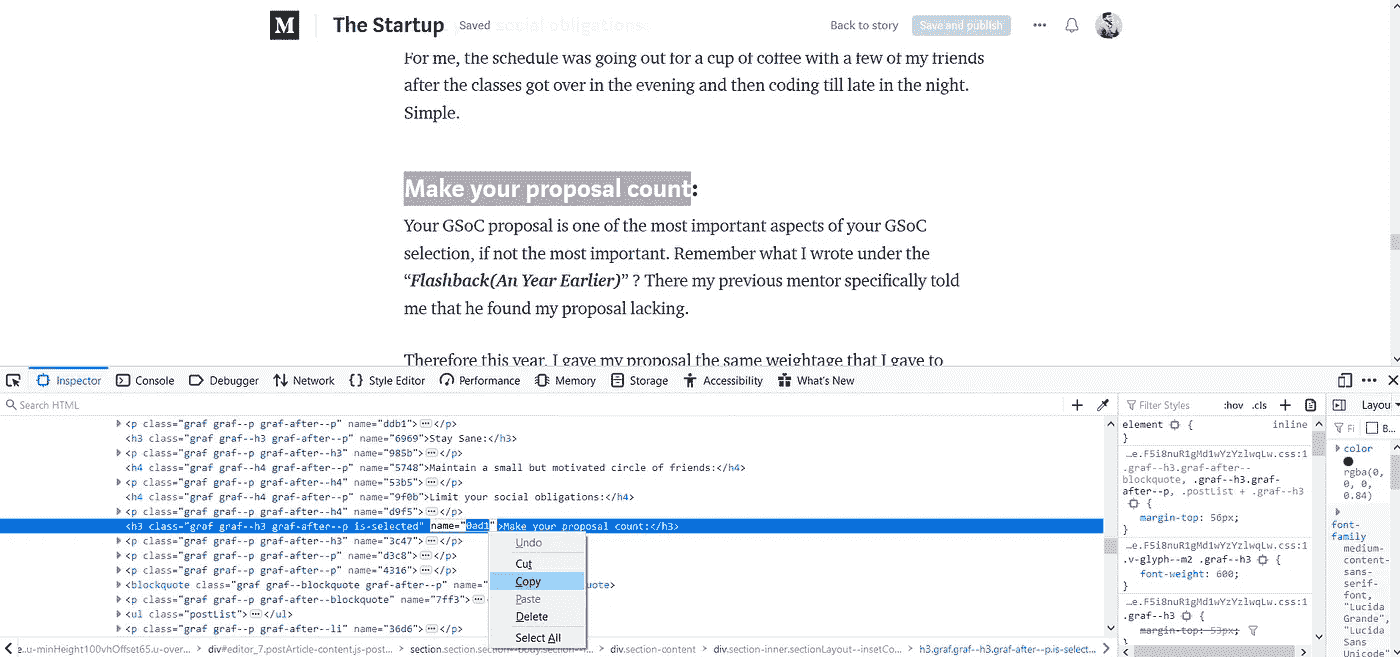 M The Startup Saved social obligations: Back to story Save and publish
For me, the schedule was going out for a cup of coffee with a few of my friends
after the classes got over in the evening and then coding till late in the night.
Simple.
Make your proposal count:
Your GSoC proposal is one of the most important aspects of your GSoC
selection, if not the most important. Remember what I wrote under the
“Flashback(An Year Earlier)” ? There my previous mentor specifically told
me that he found my proposal lacking.
Therefore this year, I gave my proposal the same weightage that I gave to
Inspector Console Debugger Network Style Editor Performance Memory Storage Accessibility What's New
Search HTML
<p class="graf graf--p graf-after--p" name="ddb1"></p>
<h3 class="graf graf--h3 graf-after--p" name="6969">Stay Sane:</h3>
<p class="graf graf--p graf-after--h3" name="985b"></p>
<h4 class="graf graf--h4 graf-after--p" name="5748">Maintain a small but motivated circle of friends:</h4>
<p class="graf graf--p graf-after--h4" name="53b5"></p>
<h4 class="graf graf--h4 graf-after--p" name="9f0b">Limit your social obligations:</h4>
<p class="graf graf--p graf-after--h4" name="d9f5"></p>
<h3 class="graf graf--h3 graf-after--p is-selected" name="0ad1">Make your proposal count:</h3>
<p class="graf graf--p graf-after--h3" name="3c47"></p>
<p class="graf graf--p graf-after--p" name="d3c8"></p>
<p class="graf graf--p graf-after--p" name="4316"></p>
<blockquote class="graf graf--blockquote graf-after--p" name="
<p class="graf graf--p graf-after--blockquote" name="7ff3">
<ul class="postList"></ul>
<p class="graf graf--p graf-after--li" name="36d6"></p>
Undo
Cut
Copy
Paste
Delete
Select All
Filter Styles :hov .cls
element { inline
}
…e.F5i8nuR1gMd1wYzYzlwqLw.css:1
.graf--h3.graf-after--
blockquote, .graf--h3.graf-
after--p, .postList + .graf--h3
{
margin-top: 56px;
}
…e.F5i8nuR1gMd1wYzYzlwqLw.css:1
.v-glyph--m2 .graf--h3 {
font-weight: 600;
}
…e.F5i8nuR1gMd1wYzYzlwqLw.css:1
.graf--h3 {
margin-top: 53px;
}
Layou
Fi B...
color
rgba(0,
0, 0,
0.84)
font-
family
medium-
content-
sans-
serif-
font,
"Lucida
Grande",
"Lucida
Sans
Unicode"
e.u-minHeight100vhOffset65.u-over... div#editor_7.postArticle-content.js-post... div.section-content div.section-inner.sectionLayout--insetCo... h3.graf.graf--h3.graf-after--p.is-select...